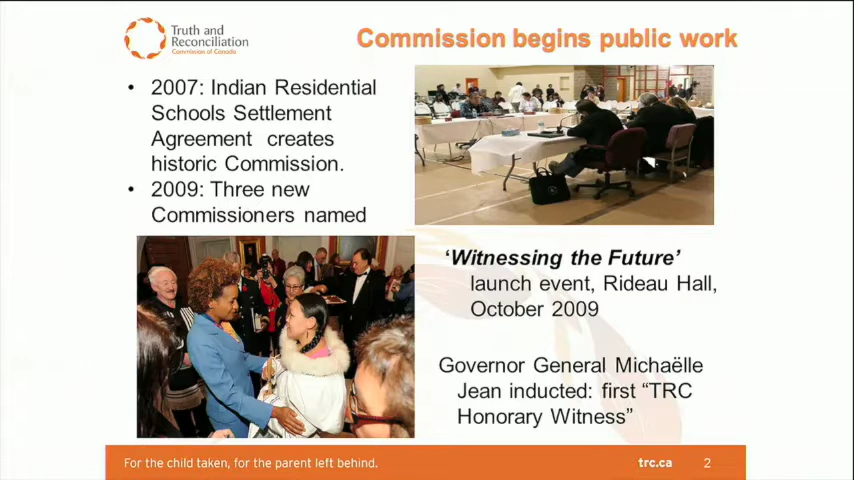 Truth and
Reconciliation
Commission of Canada
Commission begins public work
• 2007: Indian Residential
Schools Settlement
Agreement creates
historic Commission.
• 2009: Three new
Commissioners named
‘Witnessing the Future’
launch event, Rideau Hall,
October 2009
Governor General Michaëlle
Jean inducted: first “TRC
Honorary Witness”
For the child taken, for the parent left behind.
trc.ca 2